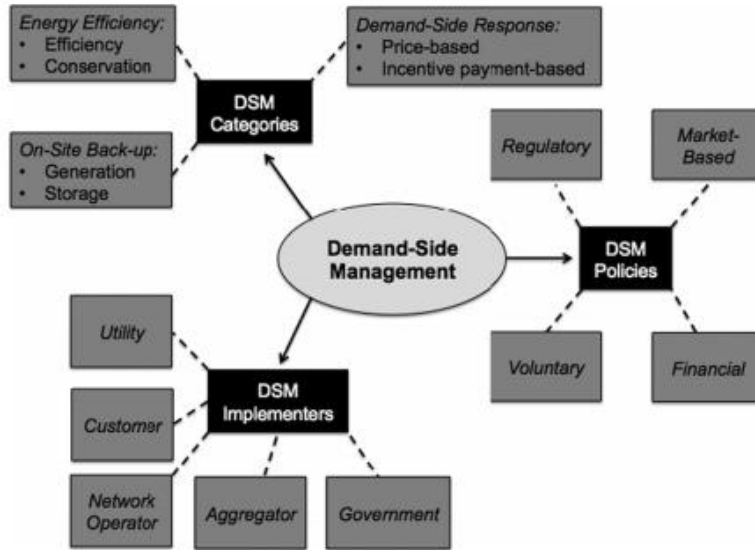 Energy Efficiency:
• Efficiency
• Conservation
Demand-Side Response:
• Price-based
• Incentive payment-based
DSM
Categories
On-Site Back-up:
• Generation
• Storage
Regulatory
Market-
Based
Demand-Side
Management
DSM
Policies
Voluntary
Financial
Utility
DSM
Implementers
Customer
Network
Operator
Aggregator
Government